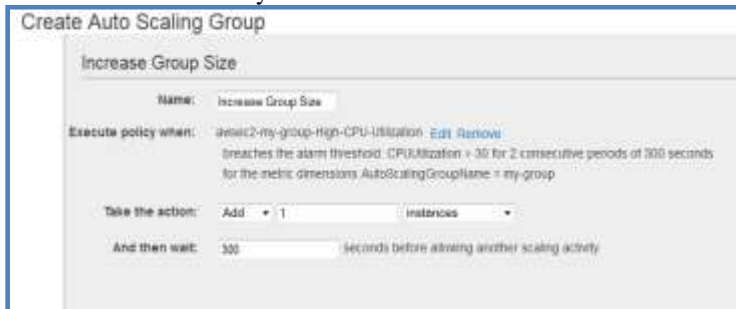 Create Auto Scaling Group
Increase Group Size
Name: Increase Group Size
Execute policy when: awsec2-my-group-High-CPU-Utilization Edit Remove
breaches the alarm threshold: CPUUtilization > 30 for 2 consecutive periods of 300 seconds
for the metric dimensions AutoScalingGroupName = my-group
Take the action: Add 1 instances
And then wait: 300 seconds before allowing another scaling activity